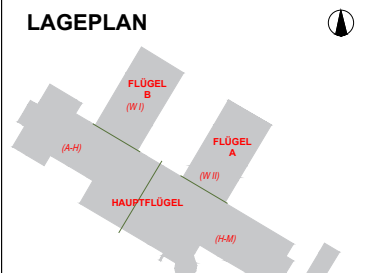 LAGEPLAN
FLÜGEL
B
(W I)
FLÜGEL
A
(A-H)
(W II)
HAUPTFLÜGEL
(H-M)